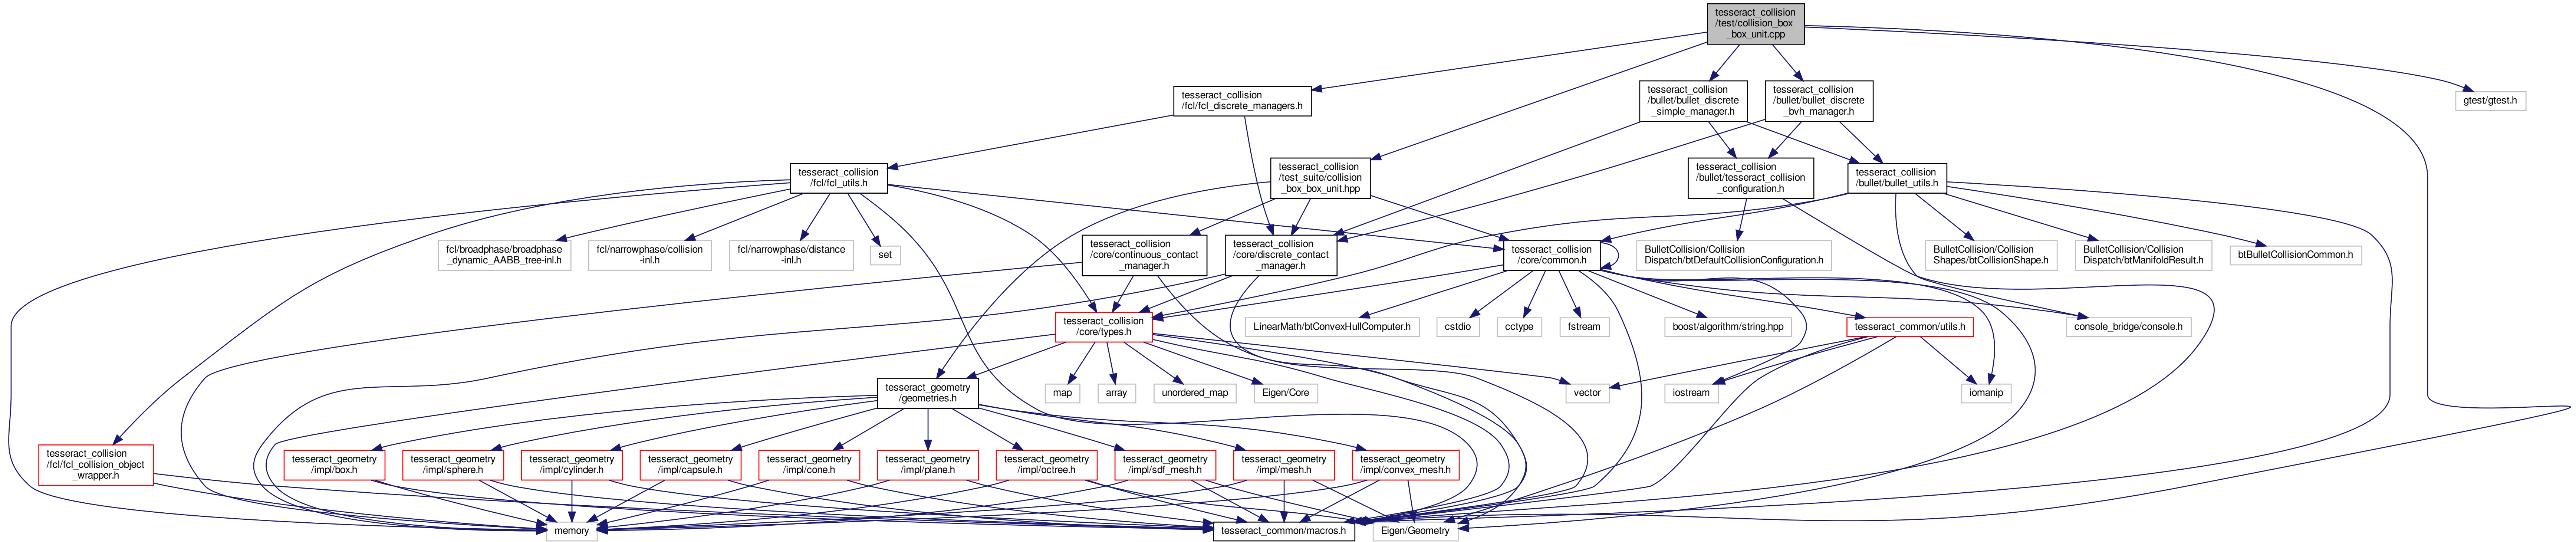 tesseract_collision
/test/collision_box
_box_unit.cpp
tesseract_collision
/fcl/fcl_discrete_managers.h
tesseract_collision
/bullet/bullet_discrete
_simple_manager.h
tesseract_collision
/bullet/bullet_discrete
_bvh_manager.h
gtest/gtest.h
tesseract_collision
/fcl/fcl_utils.h
tesseract_collision
/test_suite/collision
_box_box_unit.hpp
tesseract_collision
/bullet/tesseract_collision
_configuration.h
tesseract_collision
/bullet/bullet_utils.h
fcl/broadphase/broadphase
_dynamic_AABB_tree-inl.h
fcl/narrowphase/collision
-inl.h
fcl/narrowphase/distance
-inl.h
set
tesseract_collision
/core/continuous_contact
_manager.h
tesseract_collision
/core/discrete_contact
_manager.h
tesseract_collision
/core/common.h
BulletCollision/Collision
Dispatch/btDefaultCollisionConfiguration.h
BulletCollision/Collision
Shapes/btCollisionShape.h
BulletCollision/Collision
Dispatch/btManifoldResult.h
btBulletCollisionCommon.h
tesseract_collision
/core/types.h
LinearMath/btConvexHullComputer.h
cstdio
cctype
fstream
boost/algorithm/string.hpp
tesseract_common/utils.h
console_bridge/console.h
tesseract_geometry
/geometries.h
map
array
unordered_map
Eigen/Core
vector
iostream
iomanip
tesseract_collision
/fcl/fcl_collision_object
_wrapper.h
tesseract_geometry
/impl/box.h
tesseract_geometry
/impl/sphere.h
tesseract_geometry
/impl/cylinder.h
tesseract_geometry
/impl/capsule.h
tesseract_geometry
/impl/cone.h
tesseract_geometry
/impl/plane.h
tesseract_geometry
/impl/octree.h
tesseract_geometry
/impl/sdf_mesh.h
tesseract_geometry
/impl/mesh.h
tesseract_geometry
/impl/convex_mesh.h
memory
tesseract_common/macros.h
Eigen/Geometry